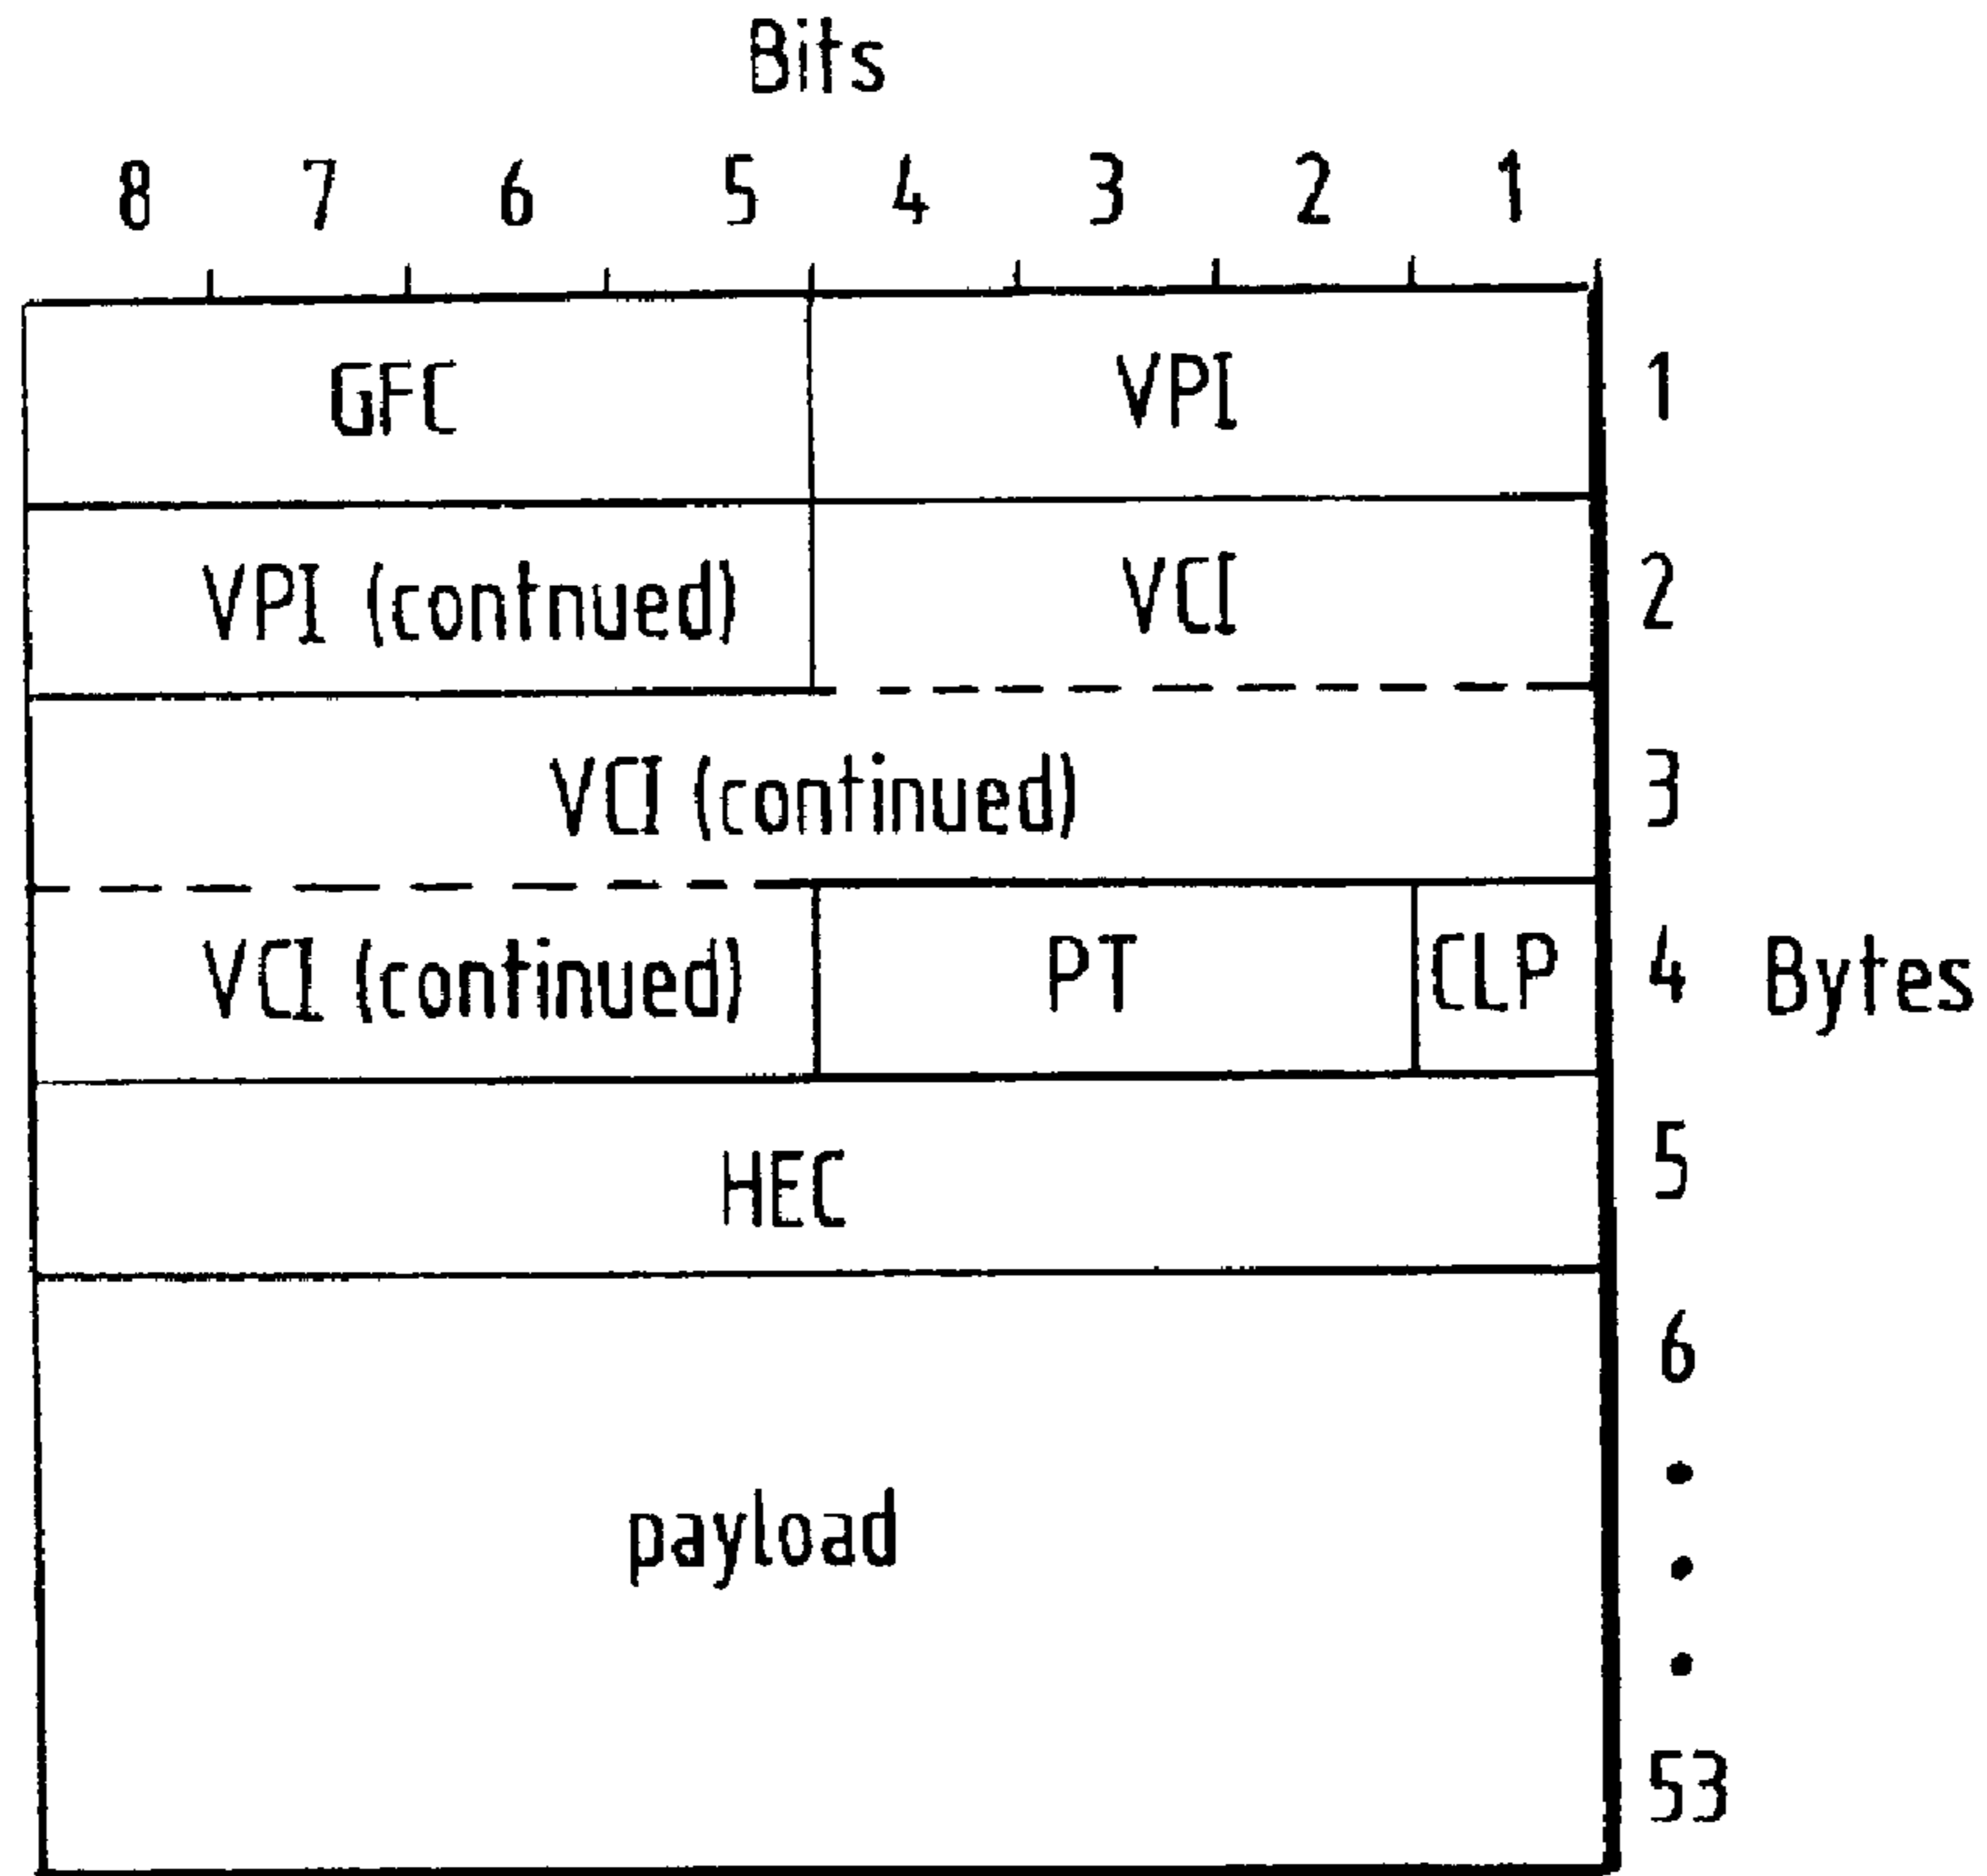 Bits
8 7 6 5 4 3 2 1
GFC VPI 1
VPI (contnued) VCI 2
VCI (continued) 3
VCI (continued) PT CLP 4 Bytes
HEC 5
6
payload
53